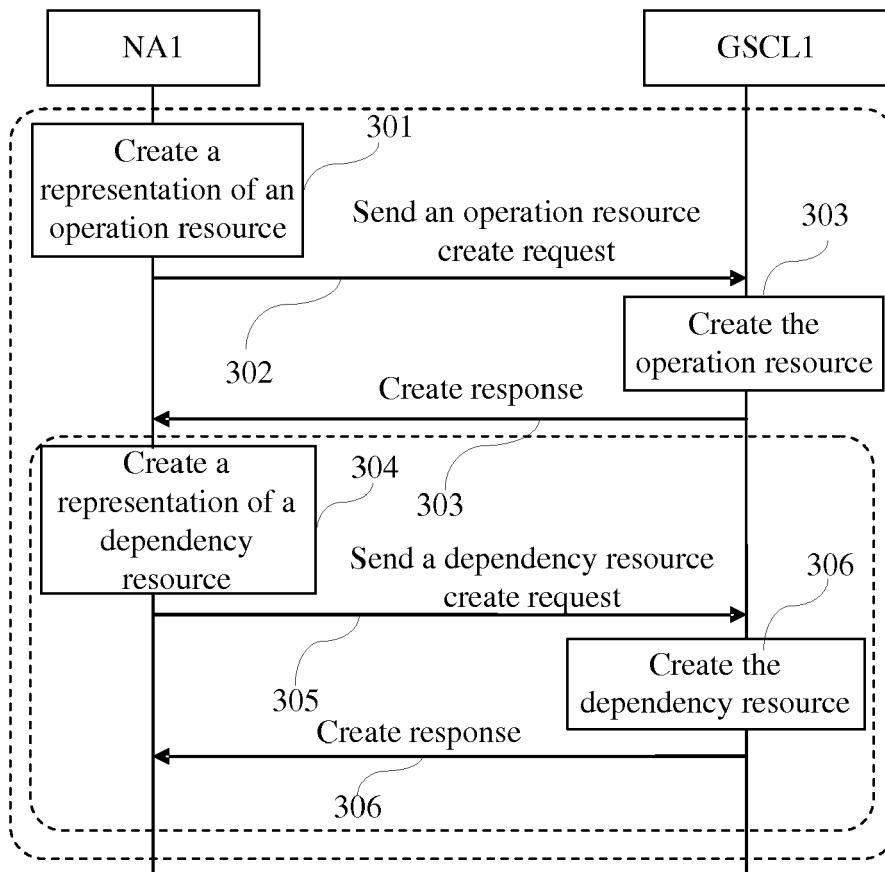 NA1
GSCL1
301
Create a
representation of an
operation resource
Send an operation resource
create request
303
302
Create the
operation resource
Create response
303
Create a
representation of a
dependency
resource
304
Send a dependency resource
create request
306
305
Create the
dependency resource
Create response
306